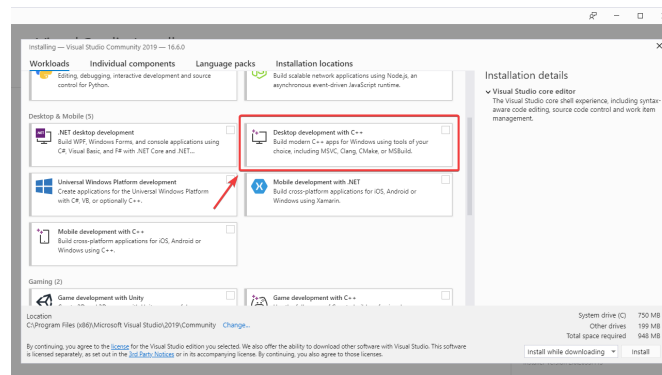 Installing — Visual Studio Community 2019 — 16.6.0
Workloads Individual components Language packs Installation locations
Editing, debugging, interactive development and source
control for Python.
Build scalable network applications using Node.js, an
asynchronous event-driven JavaScript runtime.
Desktop & Mobile (5)
.NET desktop development
Build WPF, Windows Forms, and console applications using
C#, Visual Basic, and F# with .NET Core and .NET...
Desktop development with C++
Build modern C++ apps for Windows using tools of your
choice, including MSVC, Clang, CMake, or MSBuild.
Universal Windows Platform development
Create applications for the Universal Windows Platform
with C#, VB, or optionally C++.
Mobile development with .NET
Build cross-platform applications for iOS, Android or
Windows using Xamarin.
Mobile development with C++
Build cross-platform applications for iOS, Android or
Windows using C++.
Gaming (2)
Game development with Unity
Game development with C++
Installation details
Visual Studio core editor
The Visual Studio core shell experience, including syntax-
aware code editing, source code control and work item
management.
Location
C:\Program Files (x86)\Microsoft Visual Studio\2019\Community Change...
By continuing, you agree to the license for the Visual Studio edition you selected. We also offer the ability to download other software with Visual Studio. This software
is licensed separately, as set out in the 3rd Party Notices or in its accompanying license. By continuing, you also agree to those licenses.
System drive (C) 750 MB
Other drives 199 MB
Total space required 948 MB
Install while downloading Install